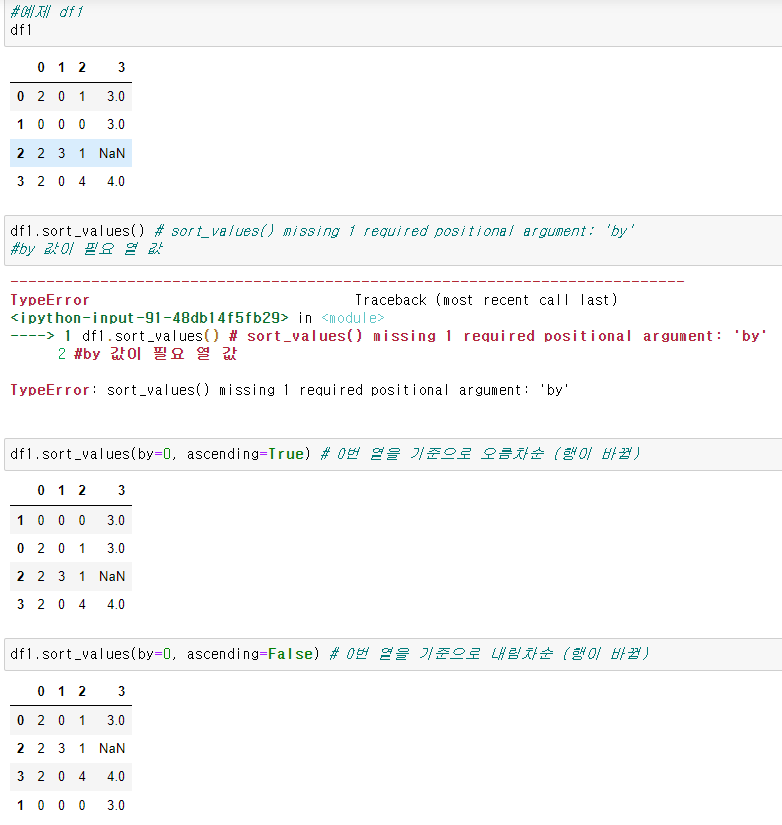 #예제 df1
df1
0 1 2 3
0 2 0 1 3.0
1 0 0 0 3.0
2 2 3 1 NaN
3 2 0 4 4.0
df1.sort_values() # sort_values() missing 1 required positional argument: 'by'
#by 값이 필요 열 값
---------------------------------------------------------------------------
TypeError Traceback (most recent call last)
<ipython-input-91-48db14f5fb29> in <module>
----> 1 df1.sort_values() # sort_values() missing 1 required positional argument: 'by'
2 #by 값이 필요 열 값
TypeError: sort_values() missing 1 required positional argument: 'by'
df1.sort_values(by=0, ascending=True) # 0번 열을 기준으로 오름차순 (행이 바뀜)
0 1 2 3
1 0 0 0 3.0
0 2 0 1 3.0
2 2 3 1 NaN
3 2 0 4 4.0
df1.sort_values(by=0, ascending=False) # 0번 열을 기준으로 내림차순 (행이 바뀜)
0 1 2 3
0 2 0 1 3.0
2 2 3 1 NaN
3 2 0 4 4.0
1 0 0 0 3.0